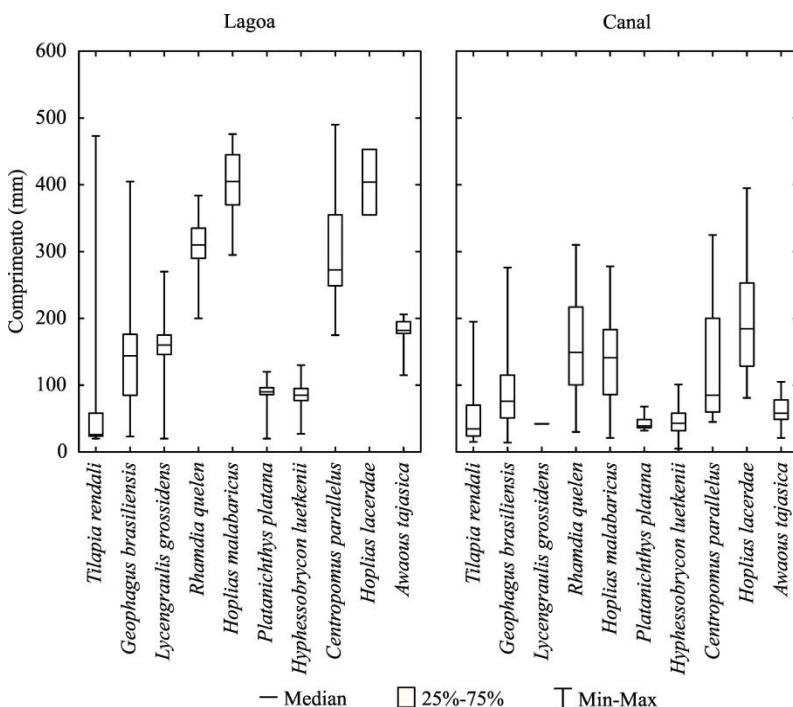 Lagoa
Canal
Comprimento (mm)
600
500
400
300
200
100
0
Tilapia rendali
Geophagus brasiliensis
Lycengraulis grossidens
Rhamdia quelen
Hoplias malabaricus
Platanichthys platana
Hyphessobrycon luetkenii
Centropomus parallelus
Hoplias lacerdae
Awaous tajasica
Tilapia rendali
Geophagus brasiliensis
Lycengraulis grossidens
Rhamdia quelen
Hoplias malabaricus
Platanichthys platana
Hyphessobrycon luetkenii
Centropomus parallelus
Hoplias lacerdae
Awaous tajasica
Median 25%-75% Min-Max